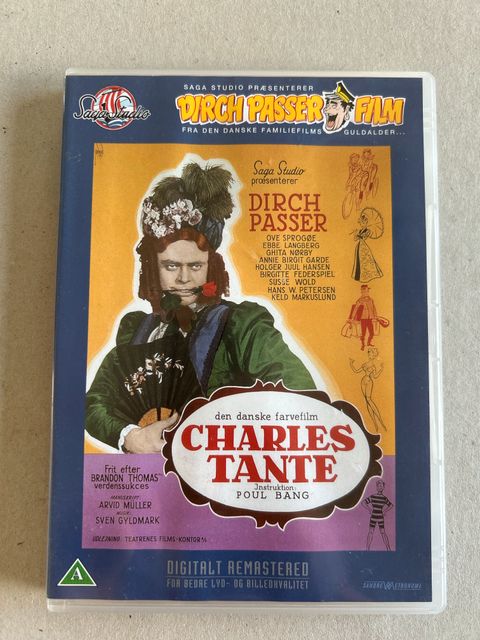 Saga Studio
SAGA STUDIO PRÆSENTERER
DIRCH PASSER FILM
FRA DEN DANSKE FAMILIEFILMS GULDALDER...
Saga Studio
præsenterer
DIRCH
PASSER
OVE SPROGØE
EBBE LANGBERG
GHITA NØRBY
ANNIE BIRGIT GARDE
HOLGER JUUL HANSEN
BIRGITTE FEDERSPIEL
SUSSE WOLD
HANS W. PETERSEN
KELD MARKUSLUND
den danske farvefilm
CHARLES
TANTE
Instruktion:
POUL BANG
Frit efter
BRANDON THOMAS'
verdenssukces
MANUSKRIPT:
ARVID MÜLLER
MUSIK:
SVEN GYLDMARK
UDLEJNING: TEATRENES FILMS-KONTOR A/S
A
DIGITALT REMASTERED
FOR BEDRE LYD- OG BILLEDKVALITET
SANDREW METRONOME